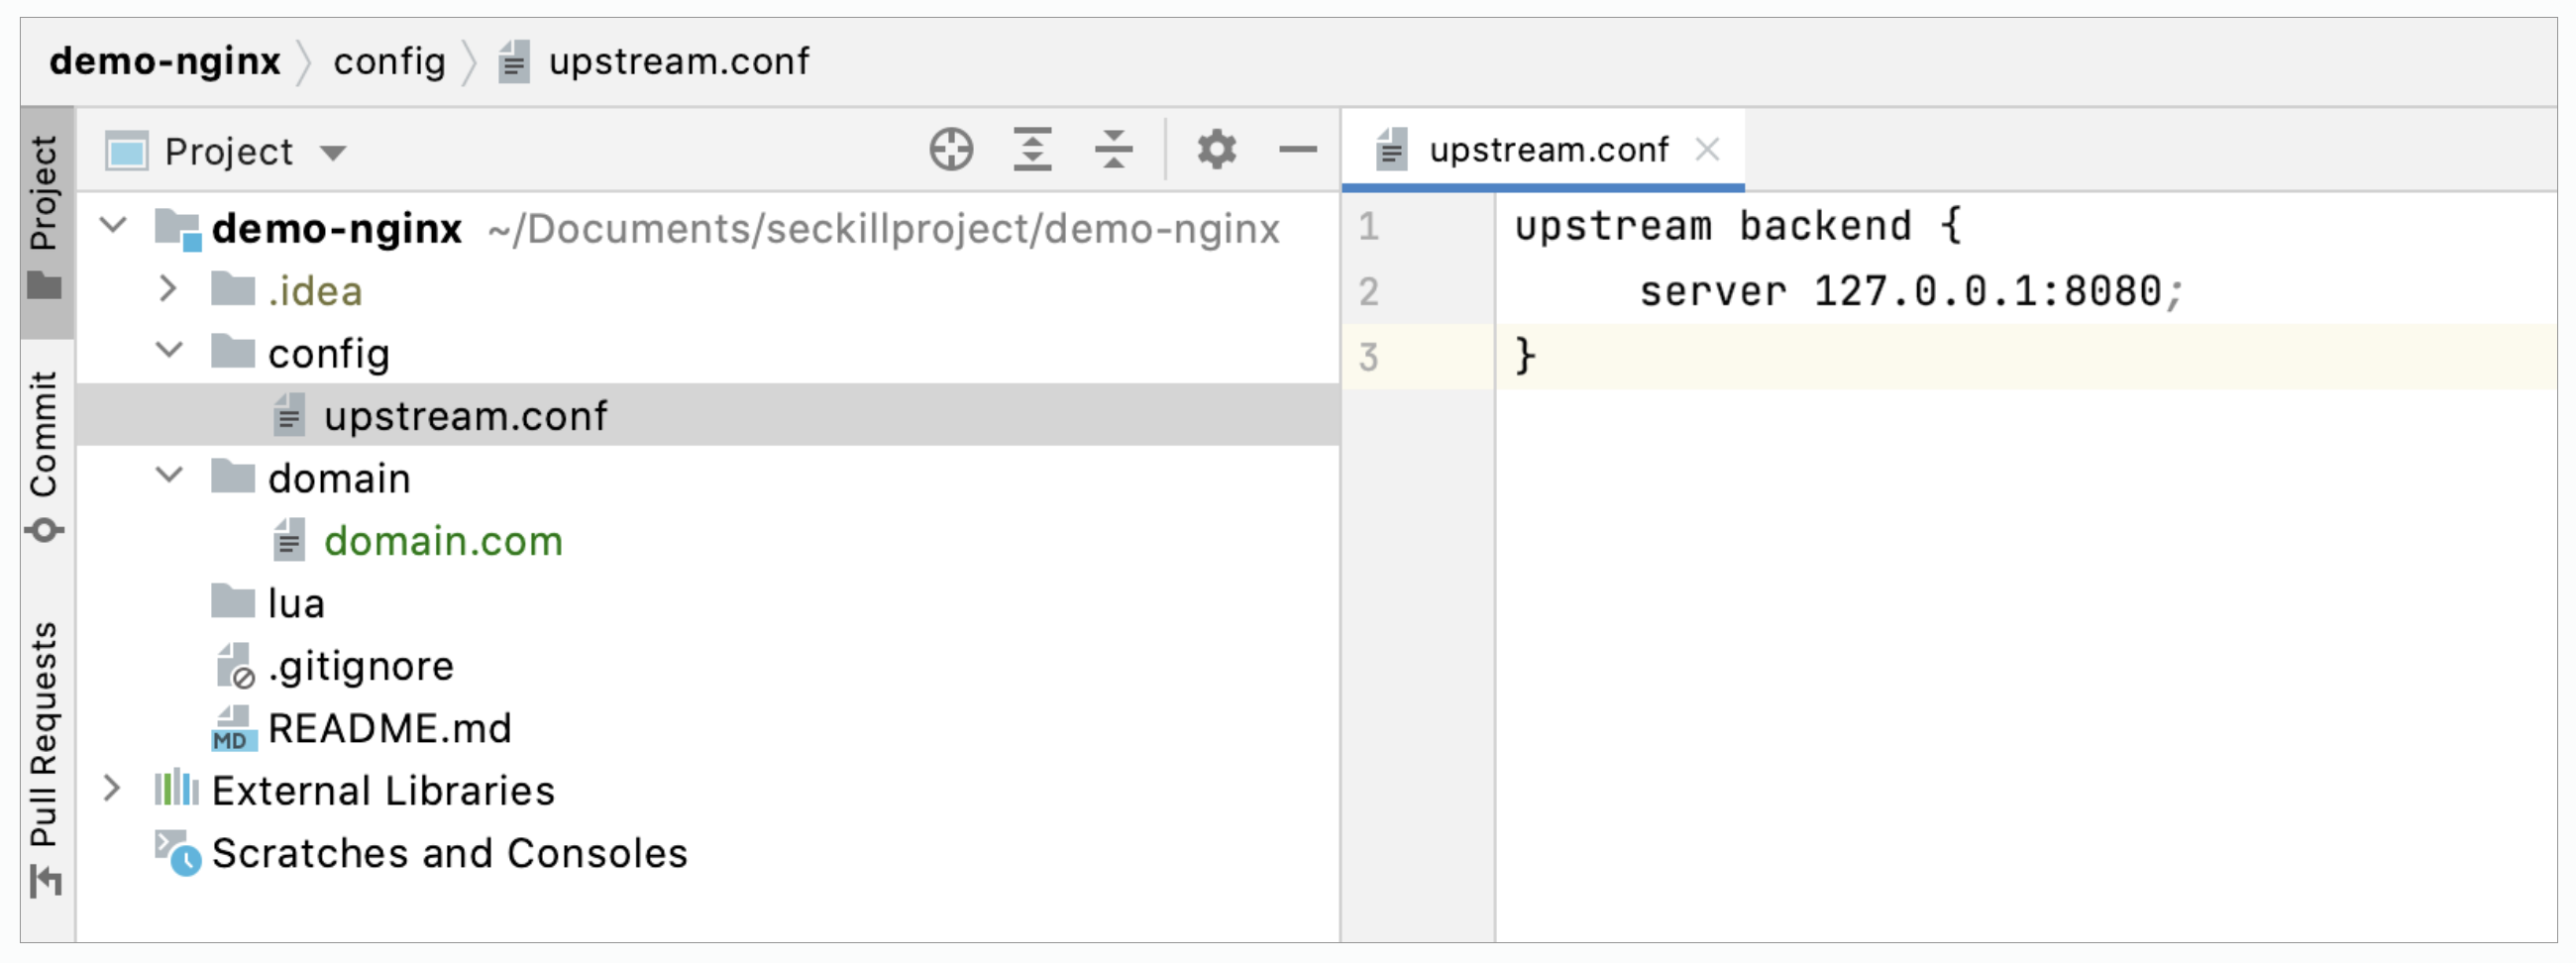 demo-nginx config upstream.conf
Project
Commit
Pull Requests
Project
demo-nginx ~/Documents/seckillproject/demo-nginx
.idea
config
upstream.conf
domain
domain.com
lua
.gitignore
MD README.md
External Libraries
Scratches and Consoles
upstream.conf
1 upstream backend {
2 server 127.0.0.1:8080;
3 }